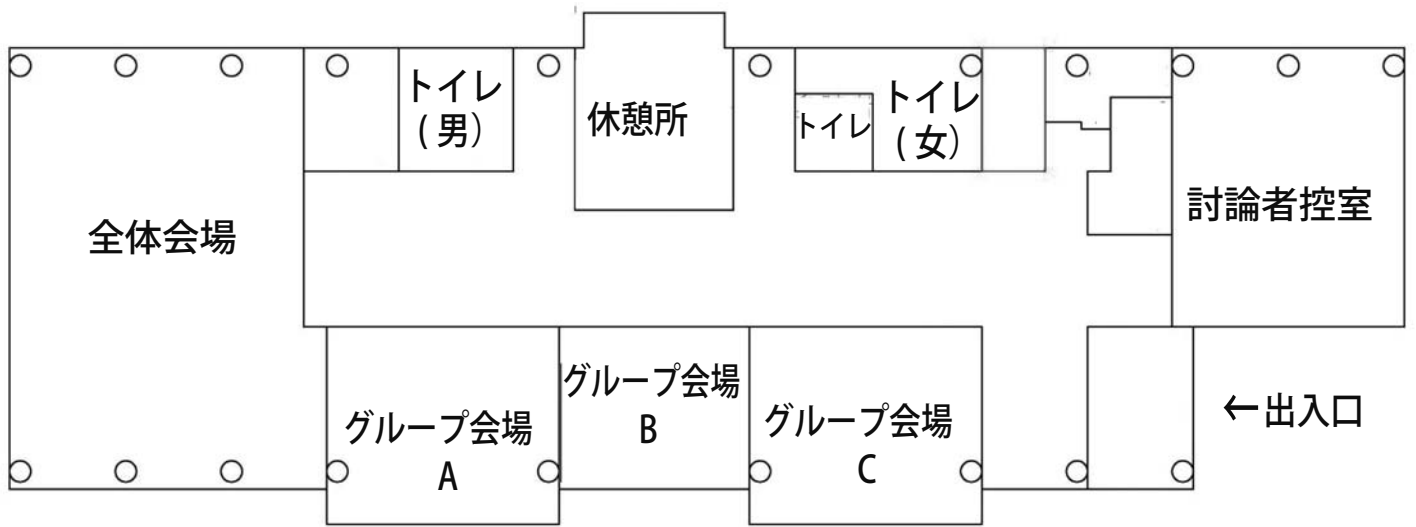 トイレ
(男)
休憩所
トイレ
トイレ
(女)
全体会場
討論者控室
グループ会場
A
グループ会場
B
グループ会場
C
←出入口